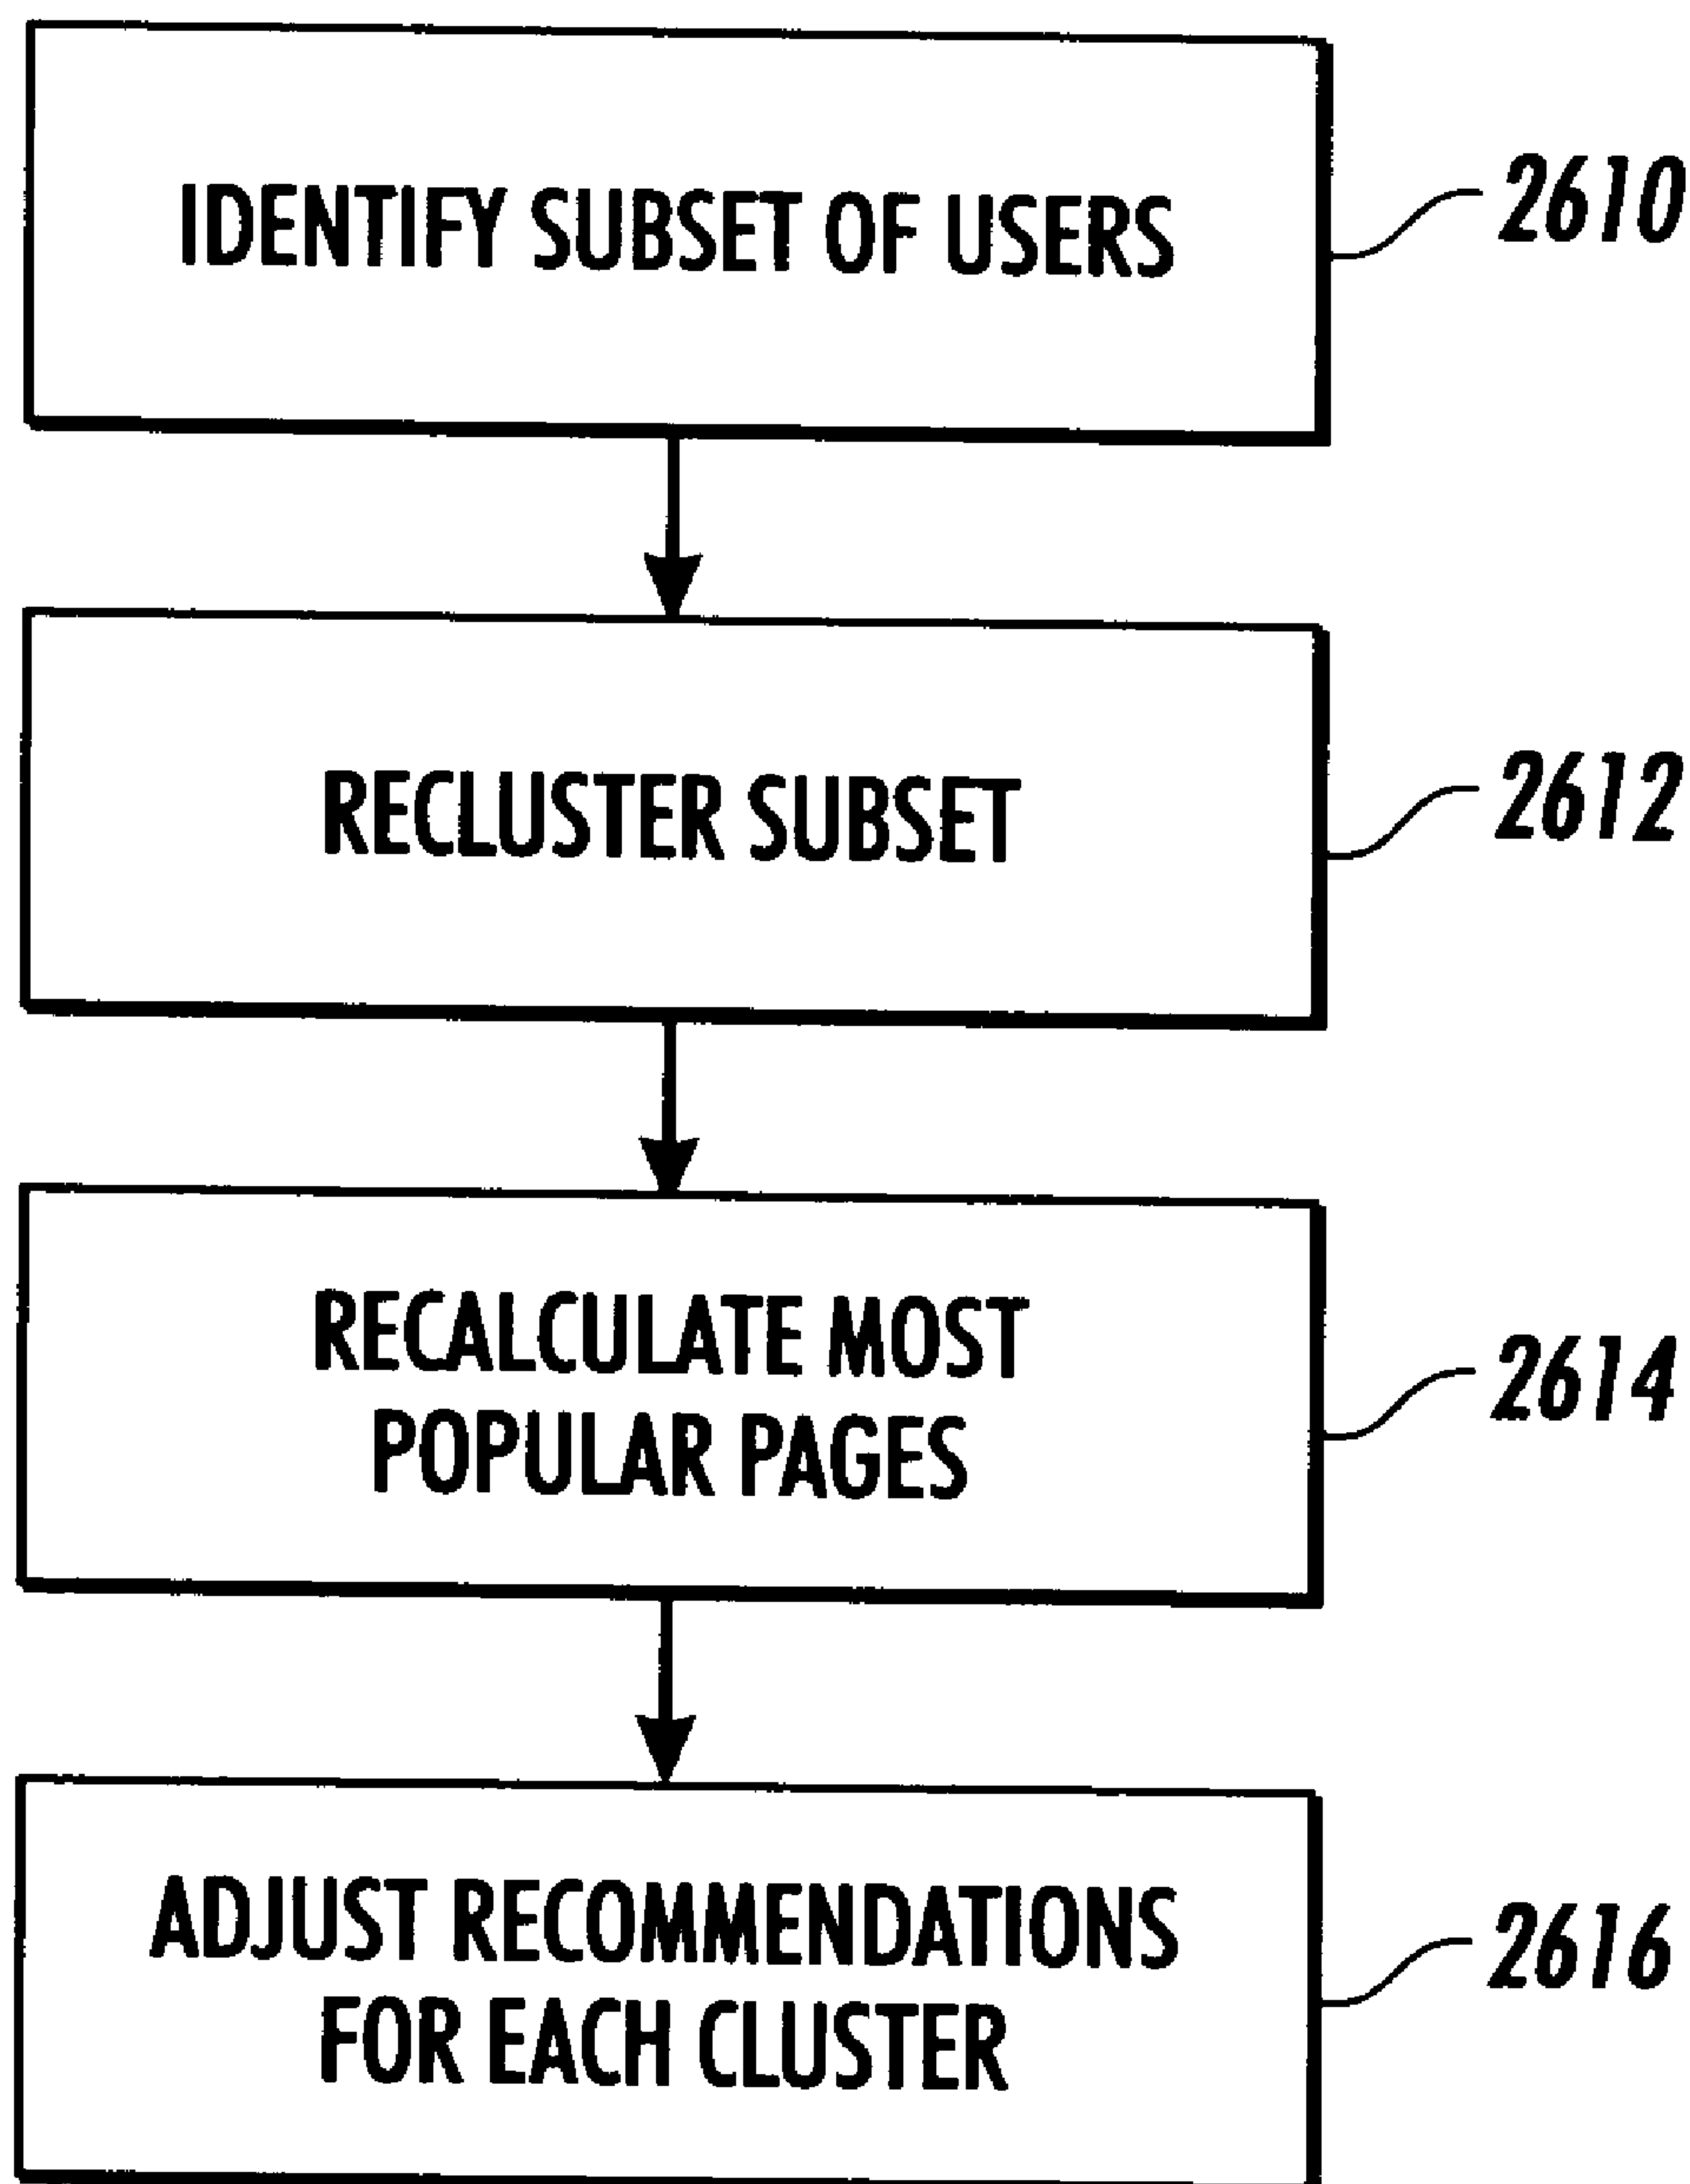 IDENTIFY SUBSET OF USERS
2610
RECLUSTER SUBSET
2612
RECALCULATE MOST
POPULAR PAGES
2614
ADJUST RECOMMENDATIONS
FOR EACH CLUSTER
2616